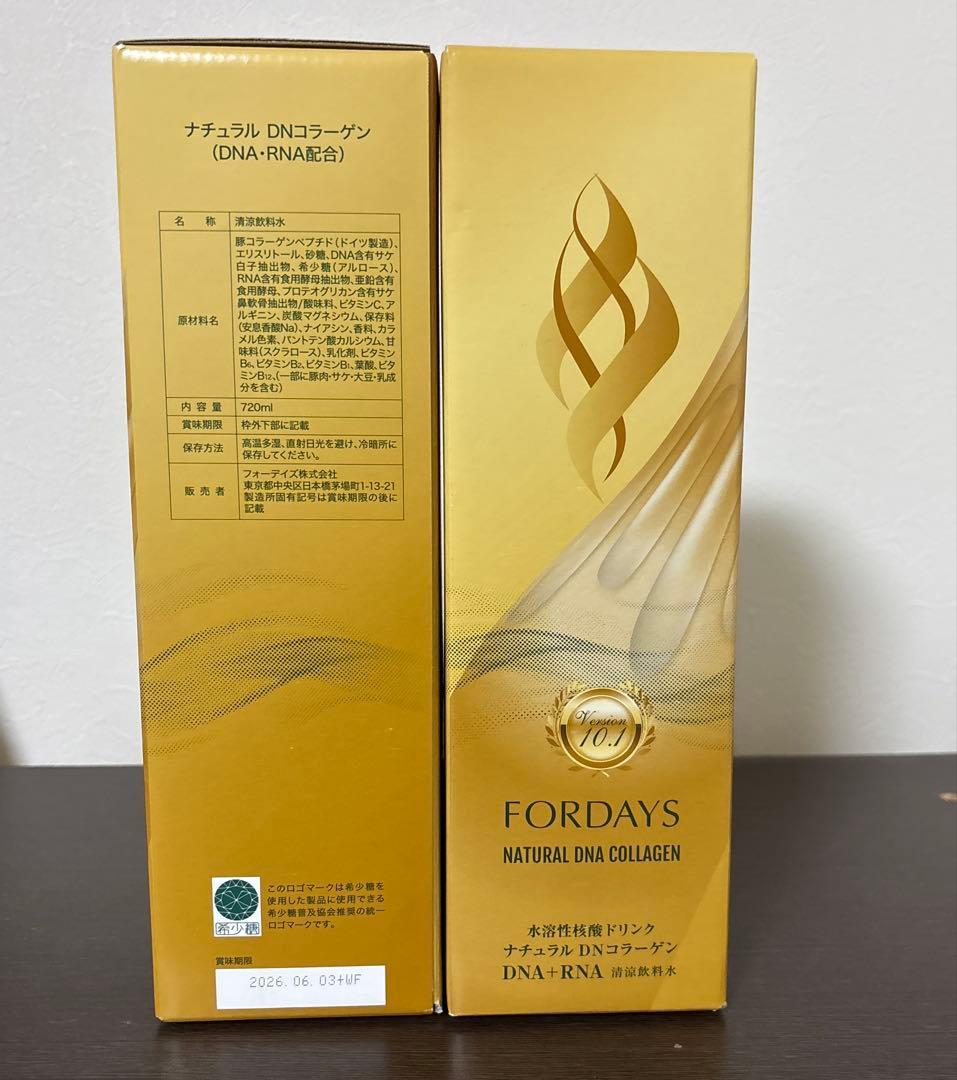 ナチュラル DNコラーゲン
(DNA・RNA配合)
名 称 清涼飲料水
原材料名
豚コラーゲンペプチド(ドイツ製造)、
エリスリトール、砂糖、DNA含有サケ
白子抽出物、希少糖(アルロース)、
RNA含有食用酵母抽出物、亜鉛含有
食用酵母、プロテオグリカン含有サケ
鼻軟骨抽出物/酸味料、ビタミンC、ア
ルギニン、炭酸マグネシウム、保存料
(安息香酸Na)、ナイアシン、香料、カラ
メル色素、パントテン酸カルシウム、甘
味料(スクラロース)、乳化剤、ビタミン
B6、ビタミンB2、ビタミンB1、葉酸、ビタ
ミンB12、(一部に豚肉・サケ・大豆・乳成
分を含む)
内 容 量 720ml
賞味期限 枠外下部に記載
保存方法
高温多湿、直射日光を避け、冷暗所に
保存してください。
販 売 者
フォーデイズ株式会社
東京都中央区日本橋茅場町1-13-21
製造所固有記号は賞味期限の後に
記載
希少糖
このロゴマークは希少糖を
使用した製品に使用できる
希少糖普及協会推奨の統一
ロゴマークです。
賞味期限
2026.06.03+WF
Version
10.1
FORDAYS
NATURAL DNA COLLAGEN
水溶性核酸ドリンク
ナチュラル DNコラーゲン
DNA+RNA 清涼飲料水